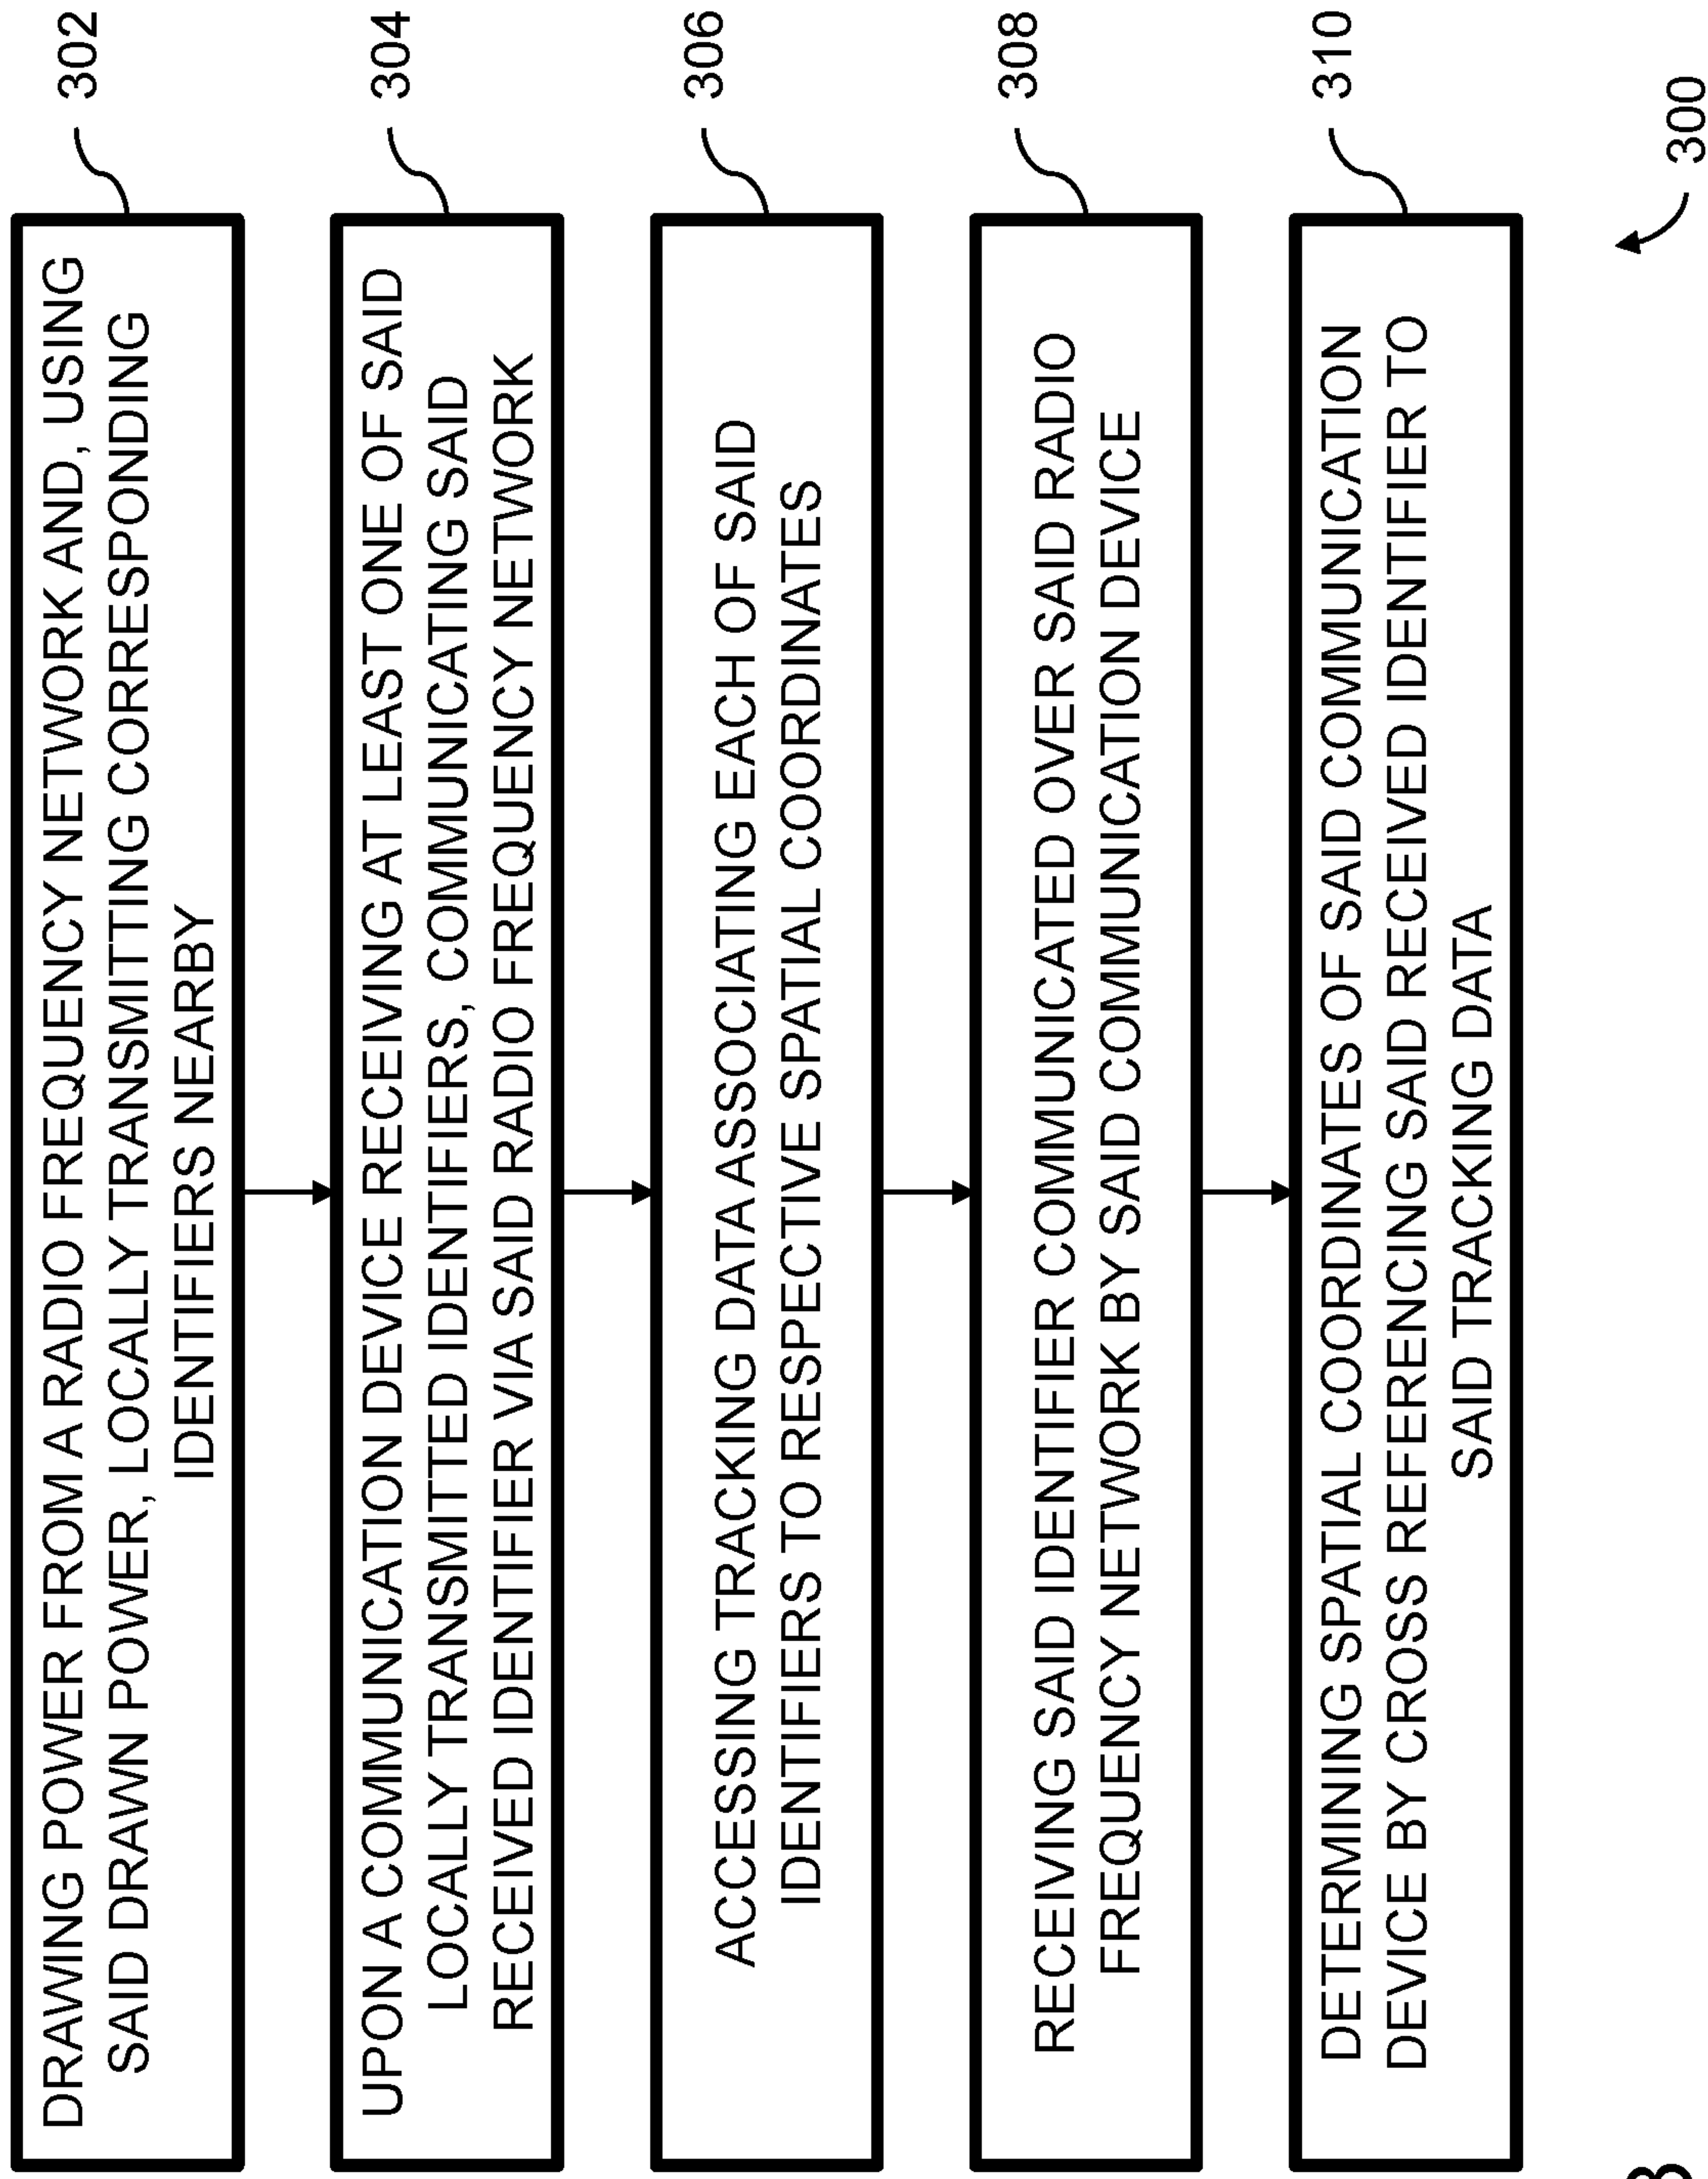 DRAWING POWER FROM A RADIO FREQUENCY NETWORK AND, USING
SAID DRAWN POWER, LOCALLY TRANSMITTING CORRESPONDING
IDENTIFIERS NEARBY
302
UPON A COMMUNICATION DEVICE RECEIVING AT LEAST ONE OF SAID
LOCALLY TRANSMITTED IDENTIFIERS, COMMUNICATING SAID
RECEIVED IDENTIFIER VIA SAID RADIO FREQUENCY NETWORK
304
ACCESSING TRACKING DATA ASSOCIATING EACH OF SAID
IDENTIFIERS TO RESPECTIVE SPATIAL COORDINATES
306
RECEIVING SAID IDENTIFIER COMMUNICATED OVER SAID RADIO
FREQUENCY NETWORK BY SAID COMMUNICATION DEVICE
308
DETERMINING SPATIAL COORDINATES OF SAID COMMUNICATION
DEVICE BY CROSS REFERENCING SAID RECEIVED IDENTIFIER TO
SAID TRACKING DATA
310
300